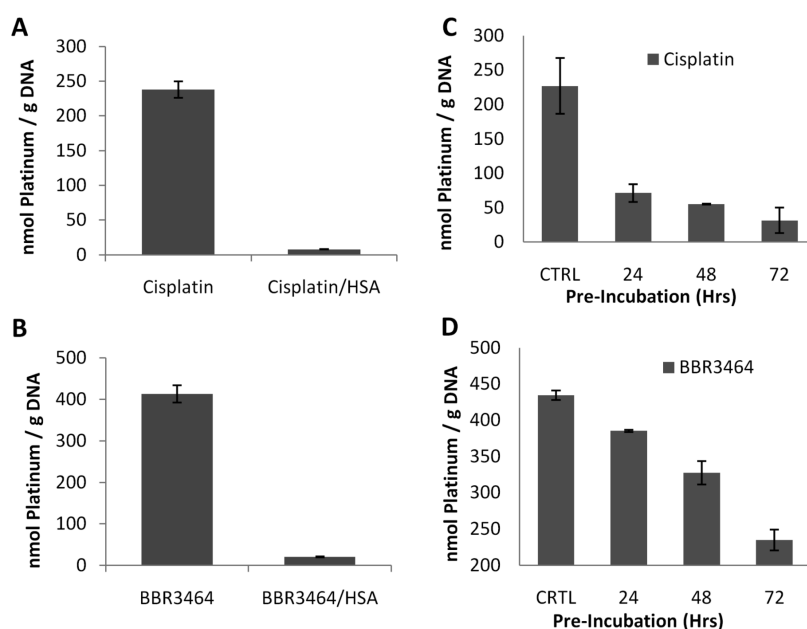 A
nmol Platinum / g DNA
300
250
200
150
100
50
0
Cisplatin Cisplatin/HSA
B
nmol Platinum / g DNA
500
400
300
200
100
0
BBR3464 BBR3464/HSA
C
nmol Platinum / g DNA
300
250
200
150
100
50
0
Cisplatin
CTRL 24 48 72
Pre-Incubation (Hrs)
D
nmol Platinum / g DNA
500
450
400
350
300
250
200
BBR3464
CRTL 24 48 72
Pre-Incubation (Hrs)